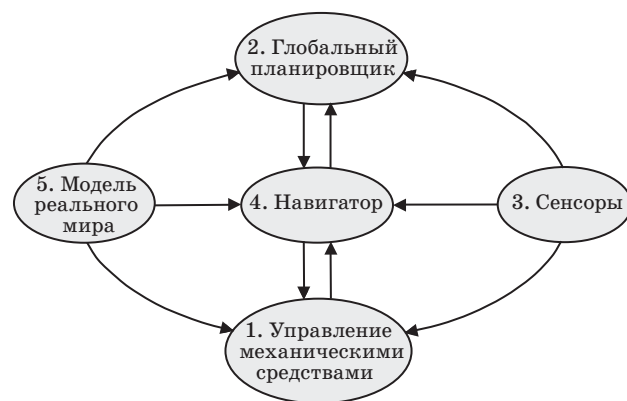 2. Глобальный
планировщик
5. Модель
реального
мира
4. Навигатор
3. Сенсоры
1. Управление
механическими
средствами